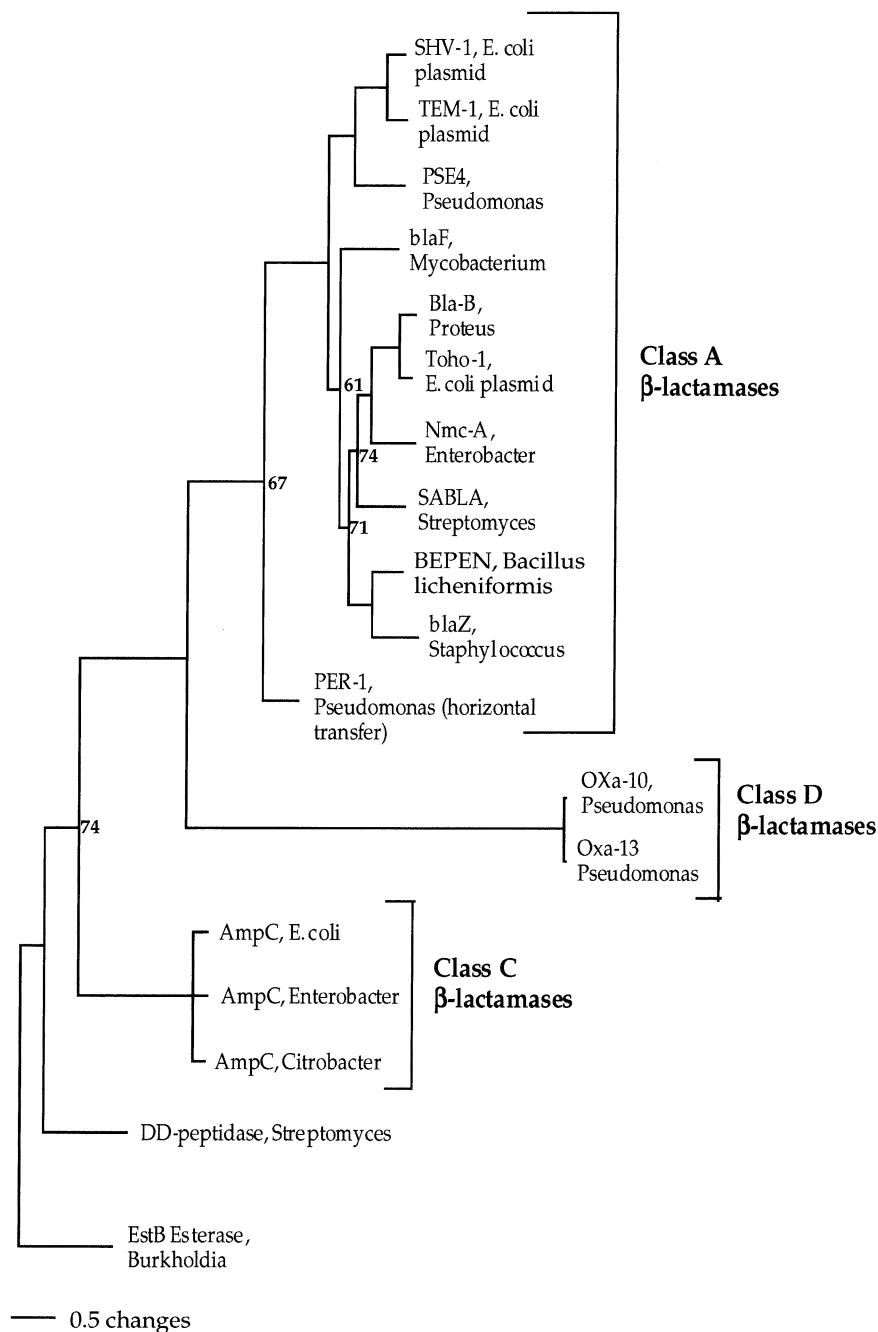 SHV-1, E. coli
plasmid
TEM-1, E. coli
plasmid
PSE4,
Pseudomonas
blaF,
Mycobacterium
Bla-B,
Proteus
Toho-1,
E. coli plasmid
61
Class A
β-lactamases
Nmc-A,
Enterobacter
74
67
SABLA,
Streptomyces
71
BEPEN, Bacillus
licheniformis
blaZ,
Staphylococcus
PER-1,
Pseudomonas (horizontal
transfer)
OXa-10,
Pseudomonas
Class D
β-lactamases
74
Oxa-13
Pseudomonas
AmpC, E. coli
Class C
β-lactamases
AmpC, Enterobacter
AmpC, Citrobacter
DD-peptidase, Streptomyces
EstB Esterase,
Burkholdia
0.5 changes